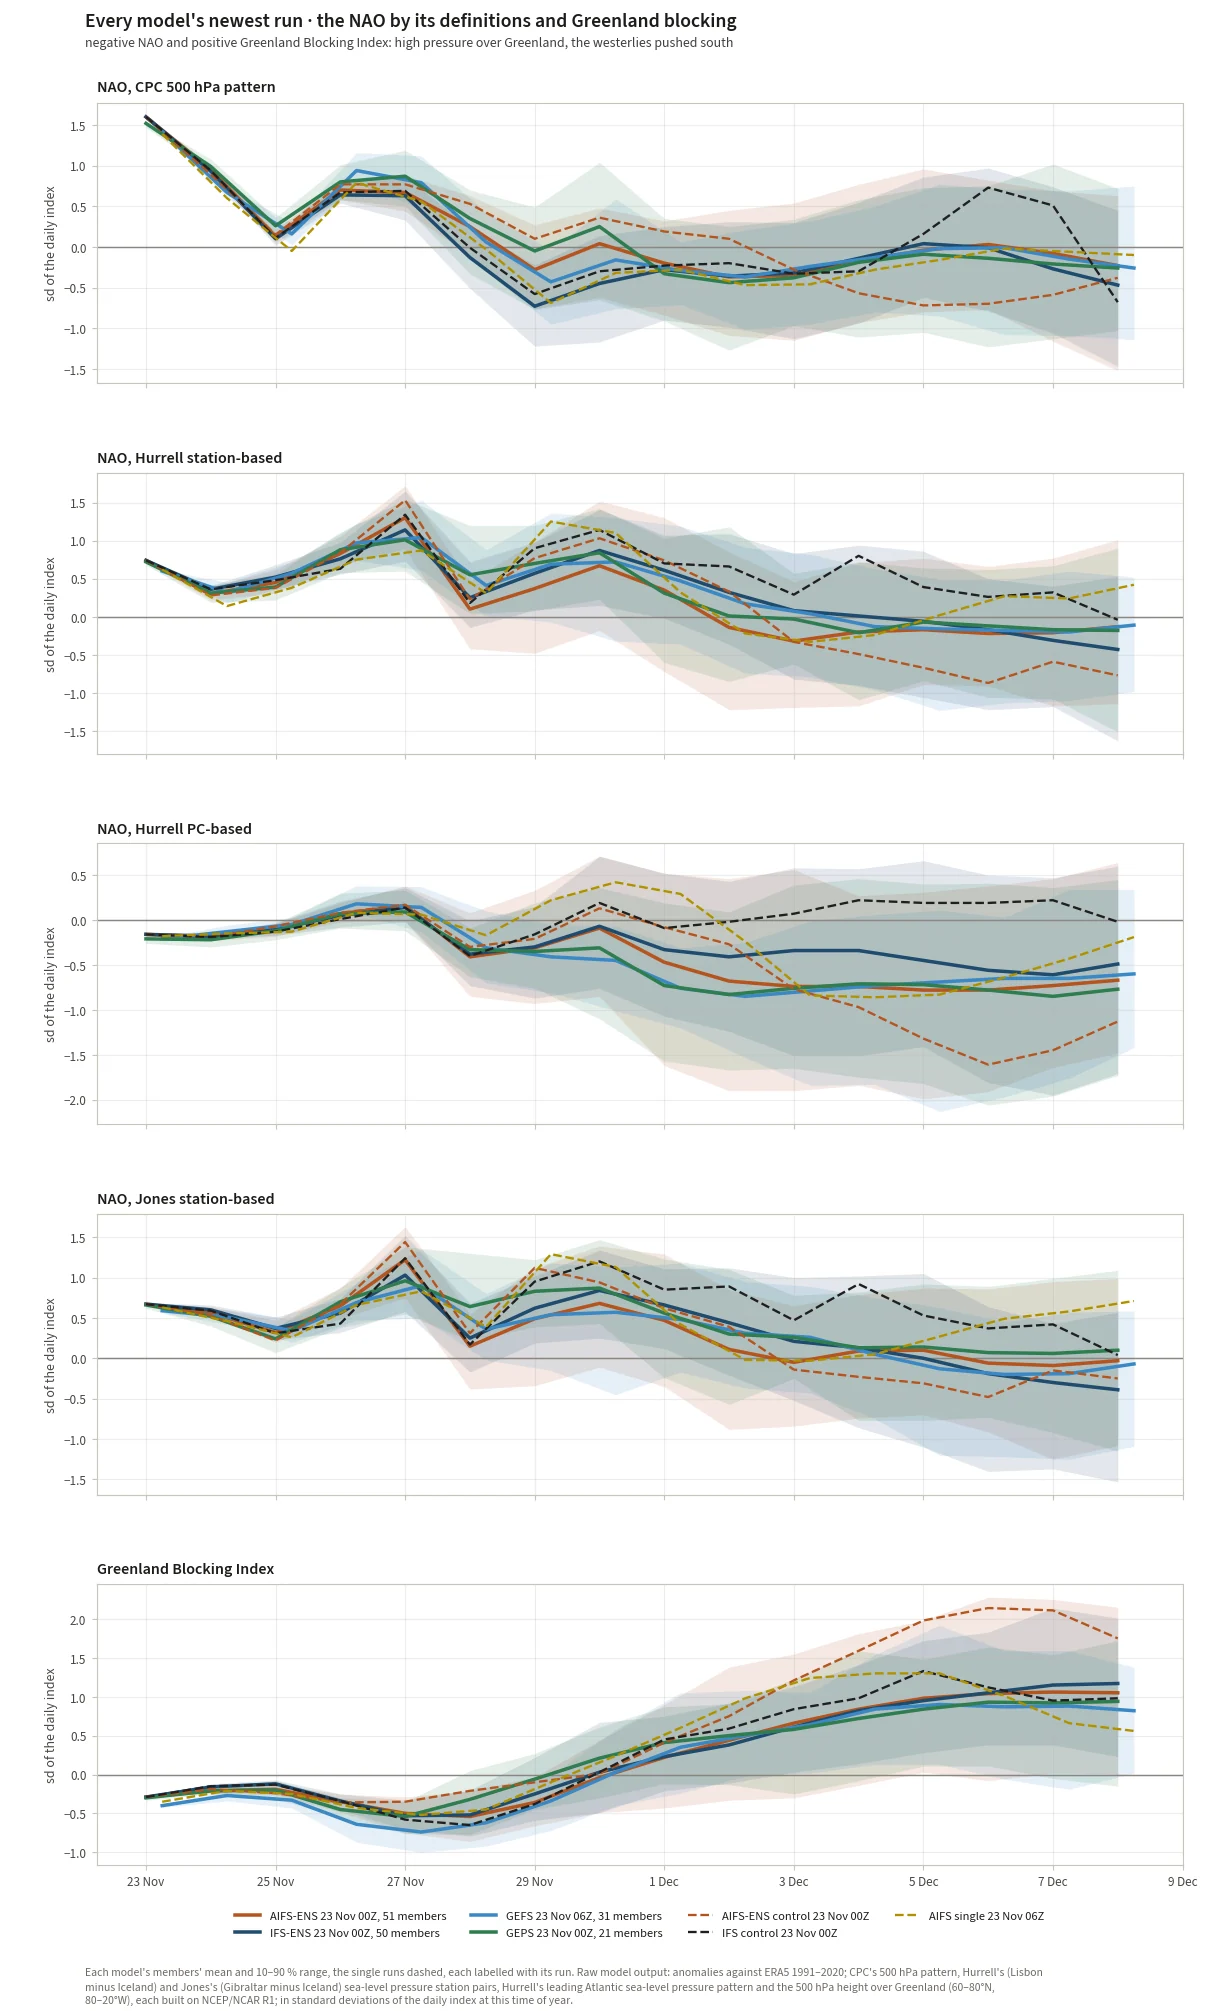 Every model's newest run · the NAO by its definitions and Greenland blocking
negative NAO and positive Greenland Blocking Index: high pressure over Greenland, the westerlies pushed south
NAO, CPC 500 hPa pattern
sd of the daily index
1.5
1.0
0.5
0.0
−0.5
−1.0
−1.5
NAO, Hurrell station-based
sd of the daily index
1.5
1.0
0.5
0.0
−0.5
−1.0
−1.5
NAO, Hurrell PC-based
sd of the daily index
0.5
0.0
−0.5
−1.0
−1.5
−2.0
NAO, Jones station-based
sd of the daily index
1.5
1.0
0.5
0.0
−0.5
−1.0
−1.5
Greenland Blocking Index
sd of the daily index
2.0
1.5
1.0
0.5
0.0
−0.5
−1.0
23 Nov 25 Nov 27 Nov 29 Nov 1 Dec 3 Dec 5 Dec 7 Dec 9 Dec
AIFS-ENS 23 Nov 00Z, 51 members GEFS 23 Nov 06Z, 31 members AIFS-ENS control 23 Nov 00Z AIFS single 23 Nov 06Z
IFS-ENS 23 Nov 00Z, 50 members GEPS 23 Nov 00Z, 21 members IFS control 23 Nov 00Z
Each model's members' mean and 10–90 % range, the single runs dashed, each labelled with its run. Raw model output: anomalies against ERA5 1991–2020; CPC's 500 hPa pattern, Hurrell's (Lisbon
minus Iceland) and Jones's (Gibraltar minus Iceland) sea-level pressure station pairs, Hurrell's leading Atlantic sea-level pressure pattern and the 500 hPa height over Greenland (60–80°N,
80–20°W), each built on NCEP/NCAR R1; in standard deviations of the daily index at this time of year.